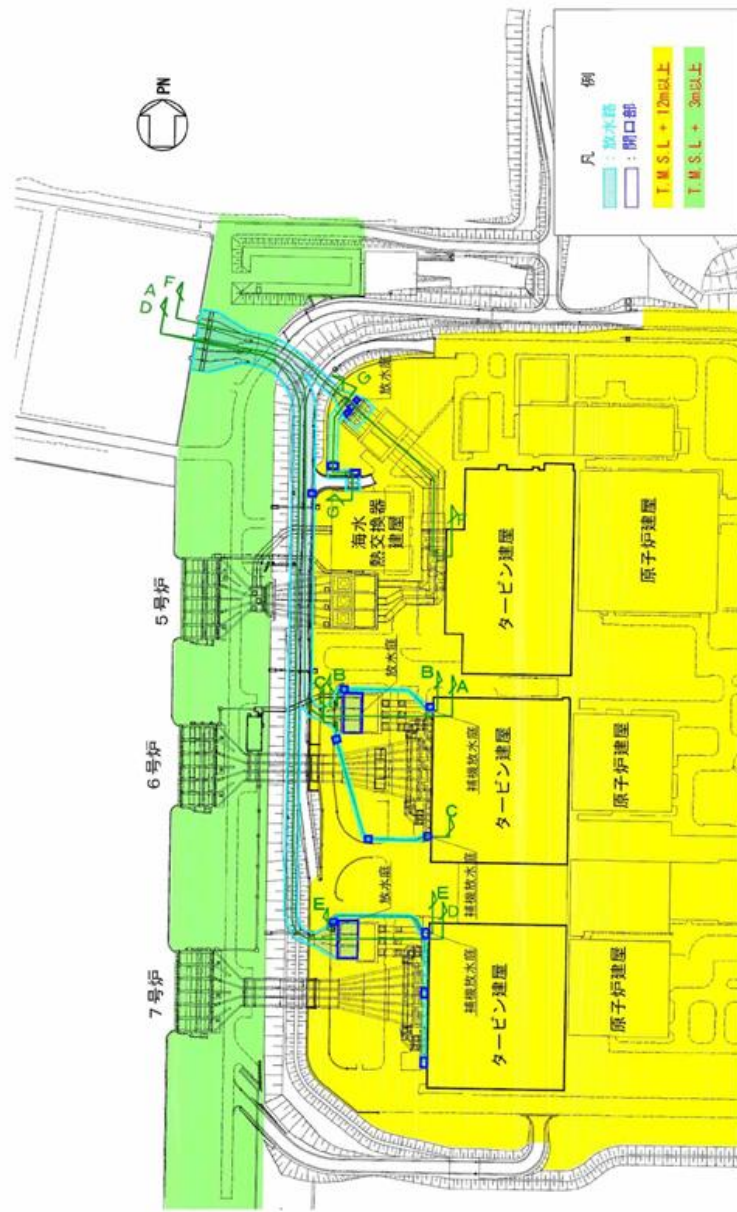 PN
凡 例
：放水路
：開口部
T.M.S.L + 12m以上
T.M.S.L + 3m以上
A
F
D
5号炉
6号炉
7号炉
G
放水庭
G
海水
熱交換器
建屋
F
タービン建屋
原子炉建屋
放水庭
B
C
B
A
補機放水庭
タービン建屋
原子炉建屋
C
補機放水庭
放水庭
E
E
D
補機放水庭
タービン建屋
原子炉建屋